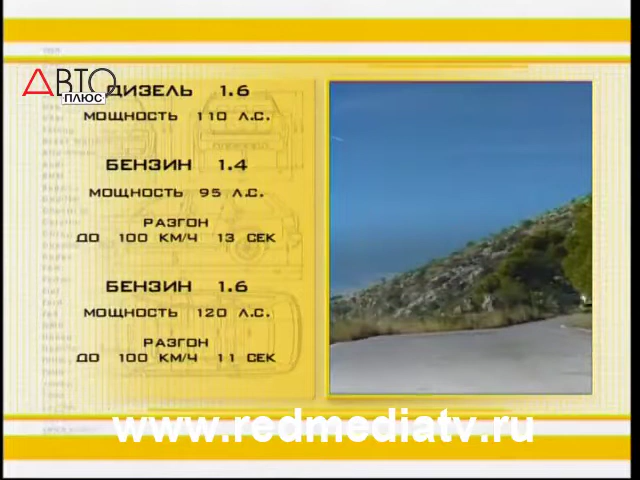 АВТО
ПЛЮС
ДИЗЕЛЬ 1.6
МОЩНОСТЬ 110 Л.С.
БЕНЗИН 1.4
МОЩНОСТЬ 95 Л.С.
РАЗГОН
ДО 100 КМ/Ч 13 СЕК
БЕНЗИН 1.6
МОЩНОСТЬ 120 Л.С.
РАЗГОН
ДО 100 КМ/Ч 11 СЕК
www.redmediatv.ru